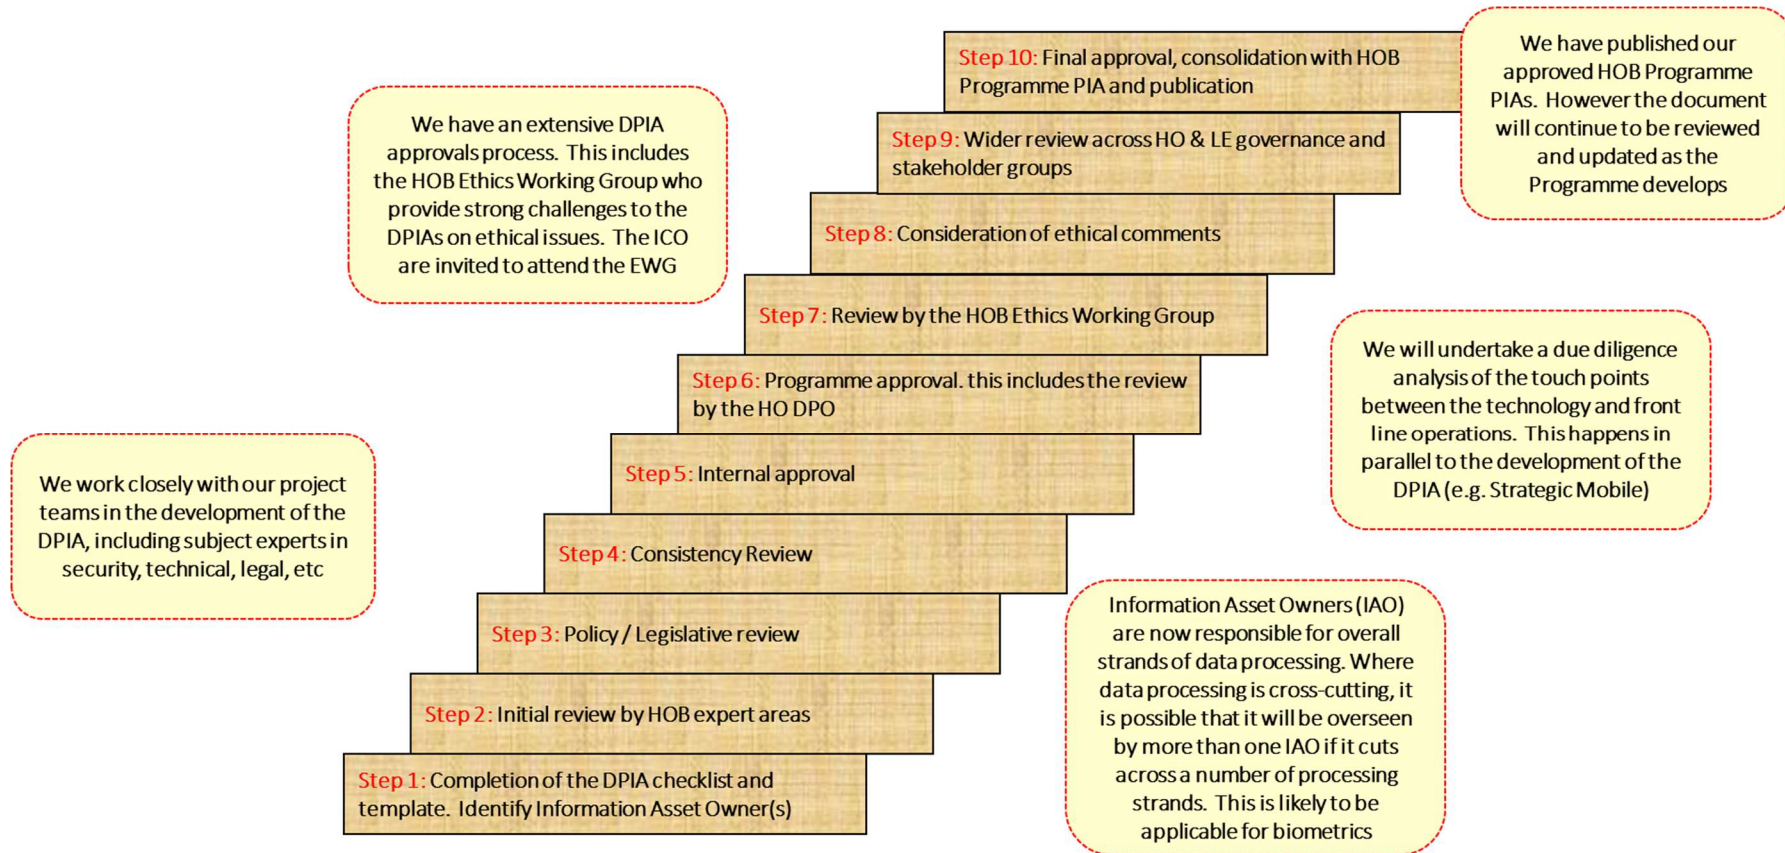 Step 10: Final approval, consolidation with HOB
Programme PIA and publication
We have published our
approved HOB Programme
PIAs. However the document
will continue to be reviewed
and updated as the
Programme develops
We have an extensive DPIA
approvals process. This includes
the HOB Ethics Working Group who
provide strong challenges to the
DPIAs on ethical issues. The ICO
are invited to attend the EWG
Step 9: Wider review across HO & LE governance and
stakeholder groups
Step 8: Consideration of ethical comments
Step 7: Review by the HOB Ethics Working Group
Step 6: Programme approval. this includes the review
by the HO DPO
We will undertake a due diligence
analysis of the touch points
between the technology and front
line operations. This happens in
parallel to the development of the
DPIA (e.g. Strategic Mobile)
Step 5: Internal approval
We work closely with our project
teams in the development of the
DPIA, including subject experts in
security, technical, legal, etc
Step 4: Consistency Review
Step 3: Policy / Legislative review
Step 2: Initial review by HOB expert areas
Step 1: Completion of the DPIA checklist and
template. Identify Information Asset Owner(s)
Information Asset Owners (IAO)
are now responsible for overall
strands of data processing. Where
data processing is cross-cutting, it
is possible that it will be overseen
by more than one IAO if it cuts
across a number of processing
strands. This is likely to be
applicable for biometrics